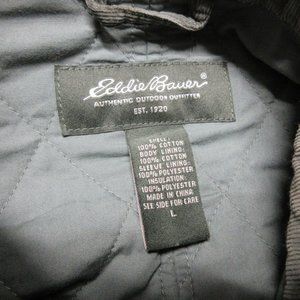 Eddie Bauer®
AUTHENTIC OUTDOOR OUTFITTER
EST. 1920
SHELL:
100% COTTON
BODY LINING:
100% COTTON
SLEEVE LINING:
100% POLYESTER
INSULATION:
100% POLYESTER
MADE IN CHINA
SEE SIDE FOR CARE
L